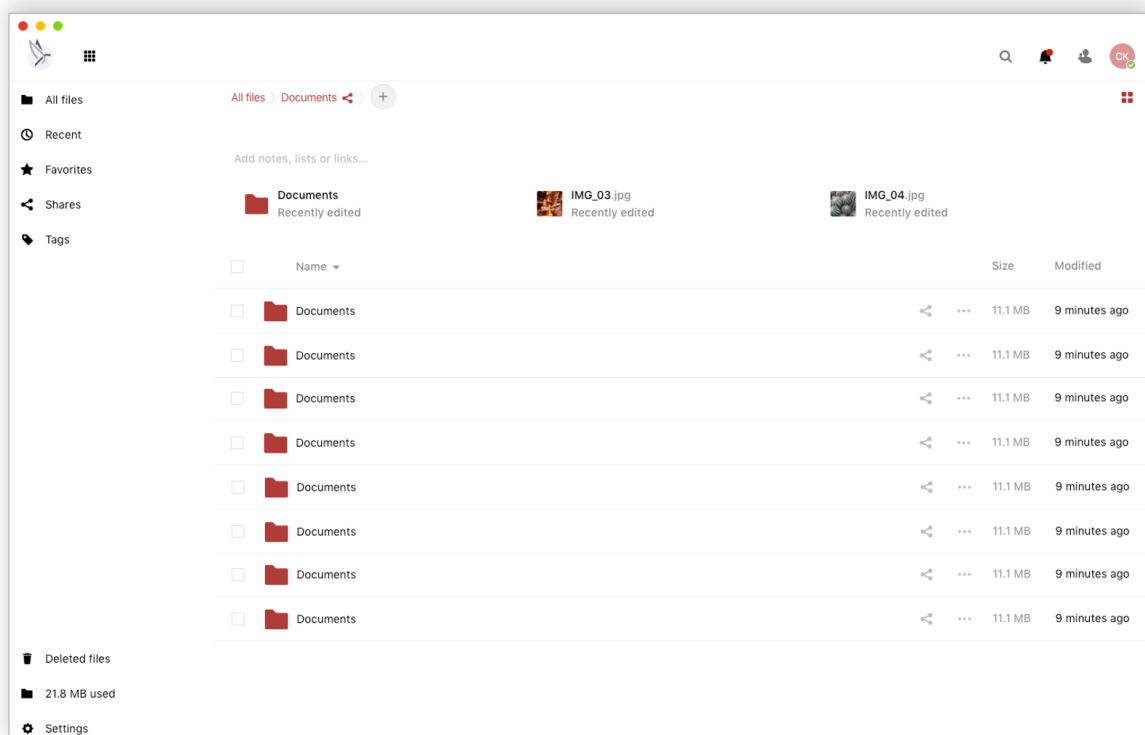 CK
All files
Recent
Favorites
Shares
Tags
All files Documents
Add notes, lists or links...
Documents
Recently edited
IMG_03.jpg
Recently edited
IMG_04.jpg
Recently edited
Name Size Modified
Documents 11.1 MB 9 minutes ago
Documents 11.1 MB 9 minutes ago
Documents 11.1 MB 9 minutes ago
Documents 11.1 MB 9 minutes ago
Documents 11.1 MB 9 minutes ago
Documents 11.1 MB 9 minutes ago
Documents 11.1 MB 9 minutes ago
Documents 11.1 MB 9 minutes ago
Deleted files
21.8 MB used
Settings